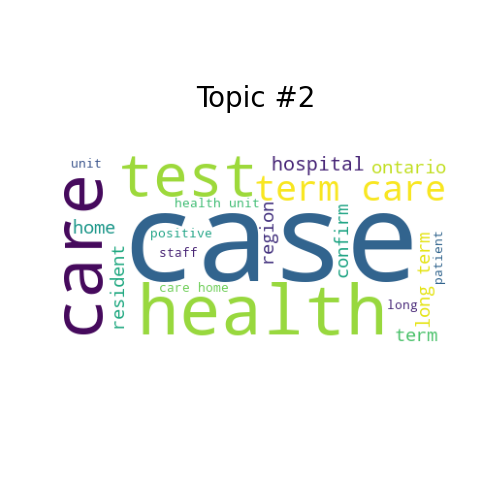 Topic #2
unit
hospital
test
ontario
care
term care
health unit
case
home
region
confirm
positive
resident
staff
long term
patient
care home
health
long
term